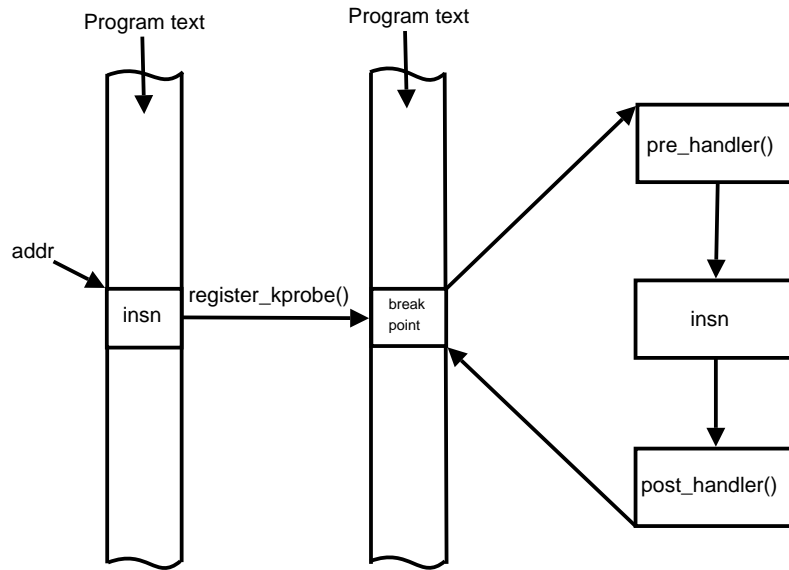 Program text
Program text
pre_handler()
addr
register_kprobe()
insn
break
point
insn
post_handler()